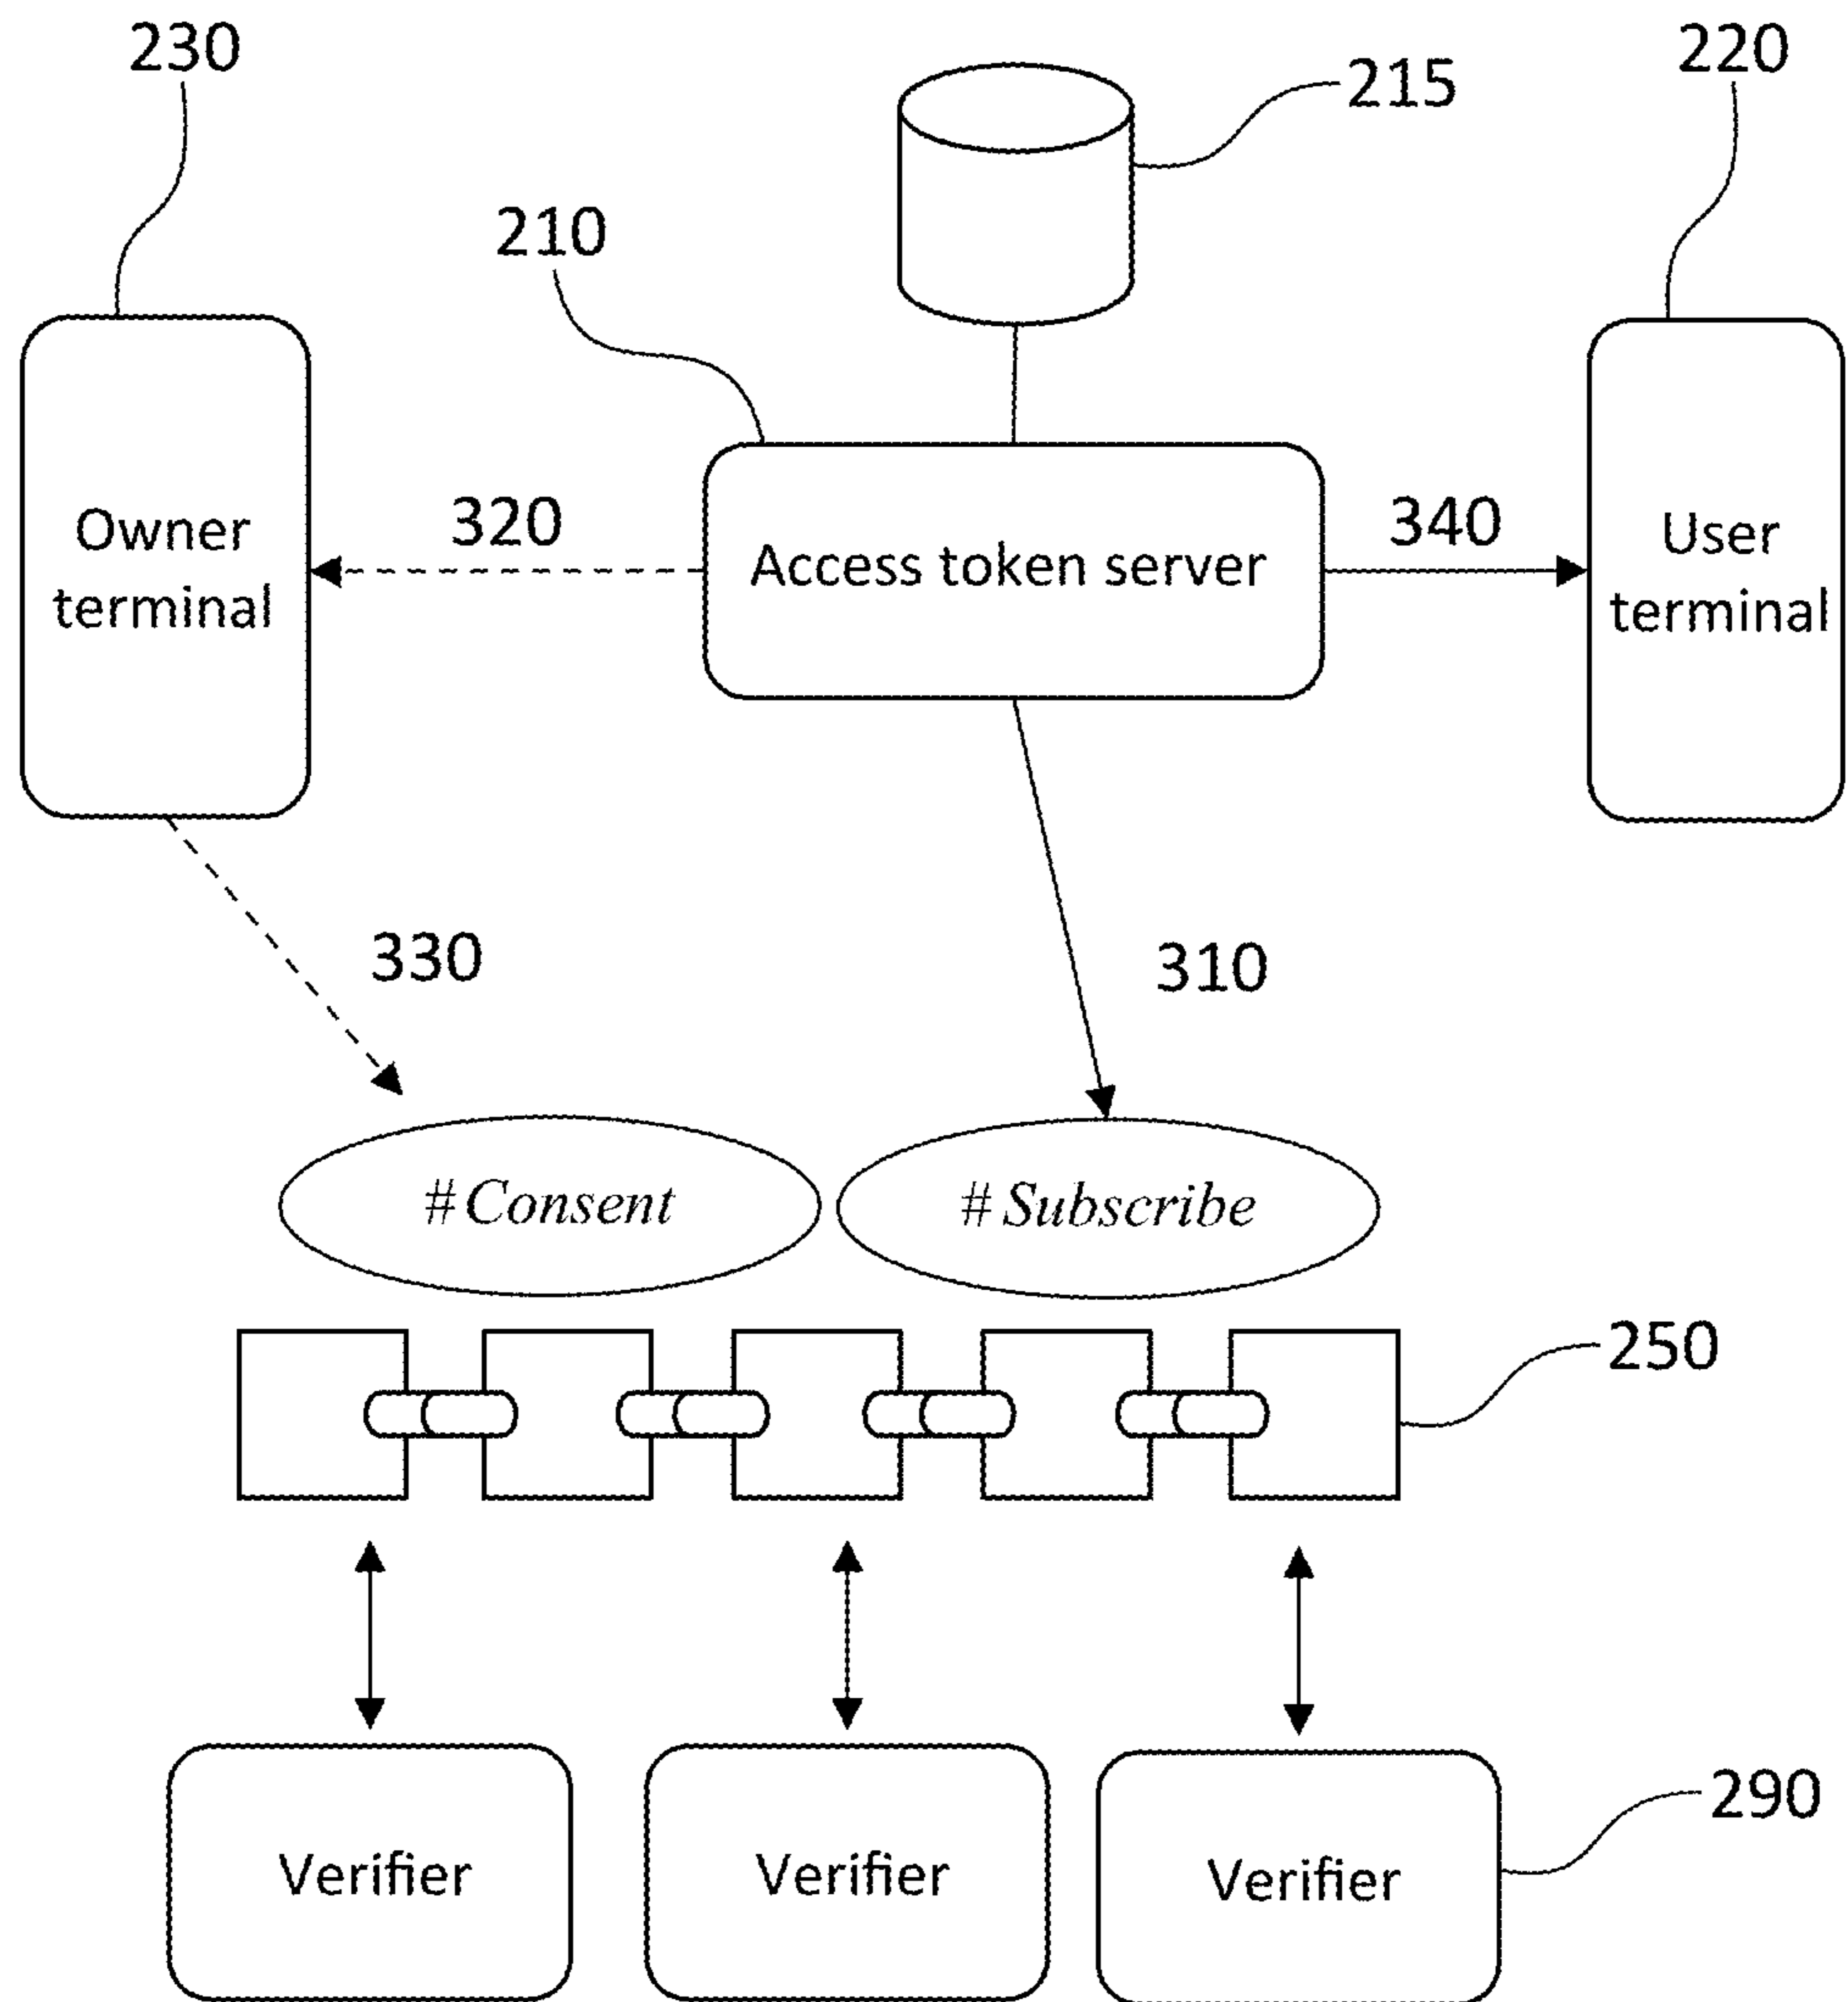 230
215
220
210
Owner
terminal
320
Access token server
340
User
terminal
330
310
#Consent
#Subscribe
250
290
Verifier
Verifier
Verifier